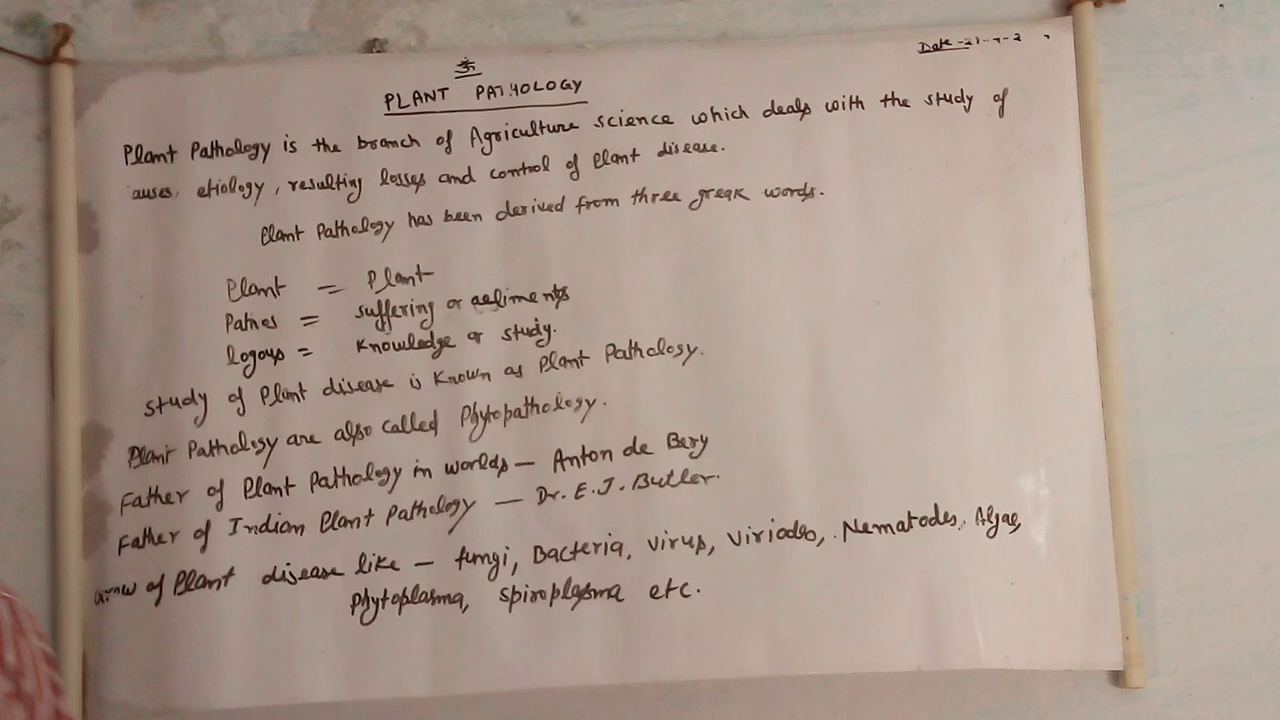 ॐ
Date -21-7-2
PLANT PATHOLOGY
Plant Pathology is the branch of Agriculture science which deals with the study of
auses, etiology, resulting losses and control of Plant disease.
Plant Pathology has been derived from three greak words.
Plant = Plant
Pathos = suffering or aeliments
logoys = Knowledge or study.
study of Plant disease is Known as Plant Pathology.
Plant Pathology are also called Phytopathology.
Father of Plant Pathology in worlds - Anton de Bery
Father of Indian Plant Pathology - Dr. E. J. Butler.
of Plant disease like - fungi, Bacteria, virus, viriodes, Nematodes, Algae,
Phytoplasma, spiroplasma etc.